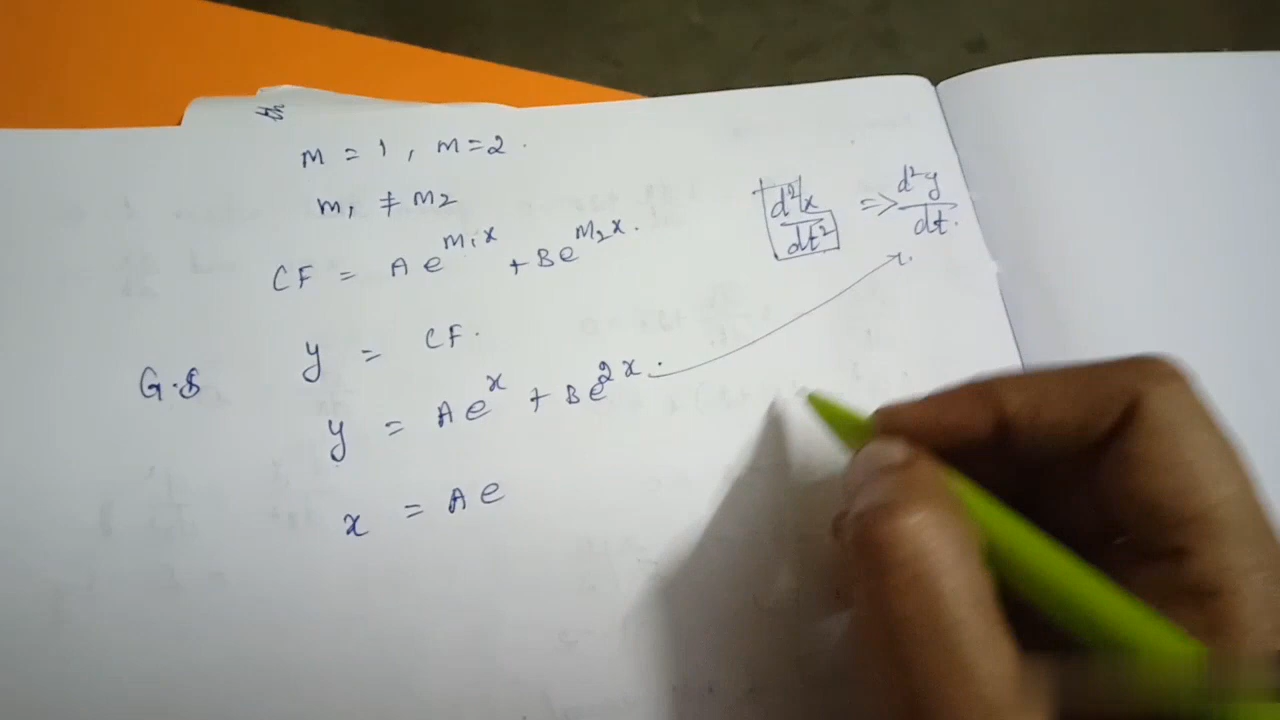 m = 1 , m = 2 .
m₁ ≠ m₂
CF = A e^{m₁x} + B e^{m₂x} .
d²x/dt² => d²y/dt .
x .
y = CF .
G.S
y = A e^x + B e^{2x} .
x = A e